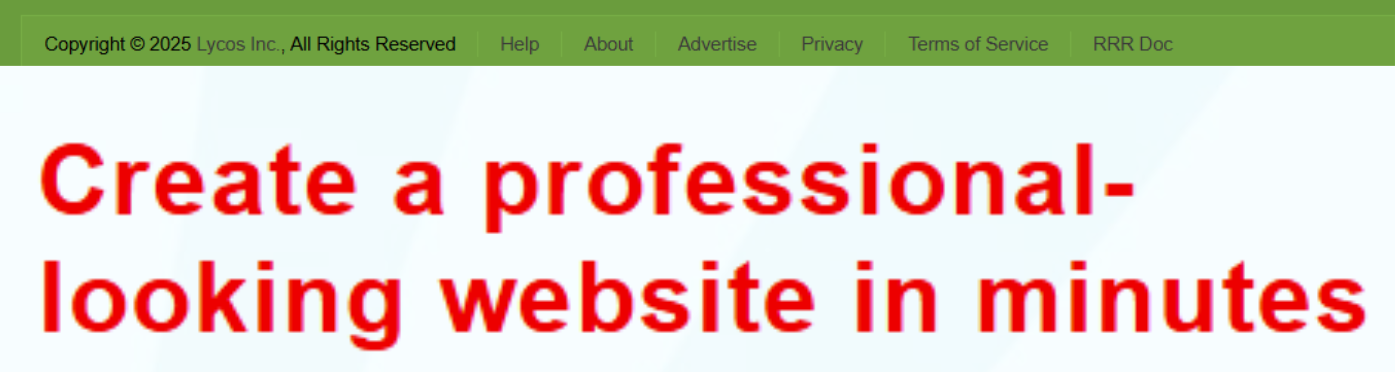 Copyright © 2025 Lycos Inc., All Rights Reserved Help About Advertise Privacy Terms of Service RRR Doc
Create a professional-
looking website in minutes